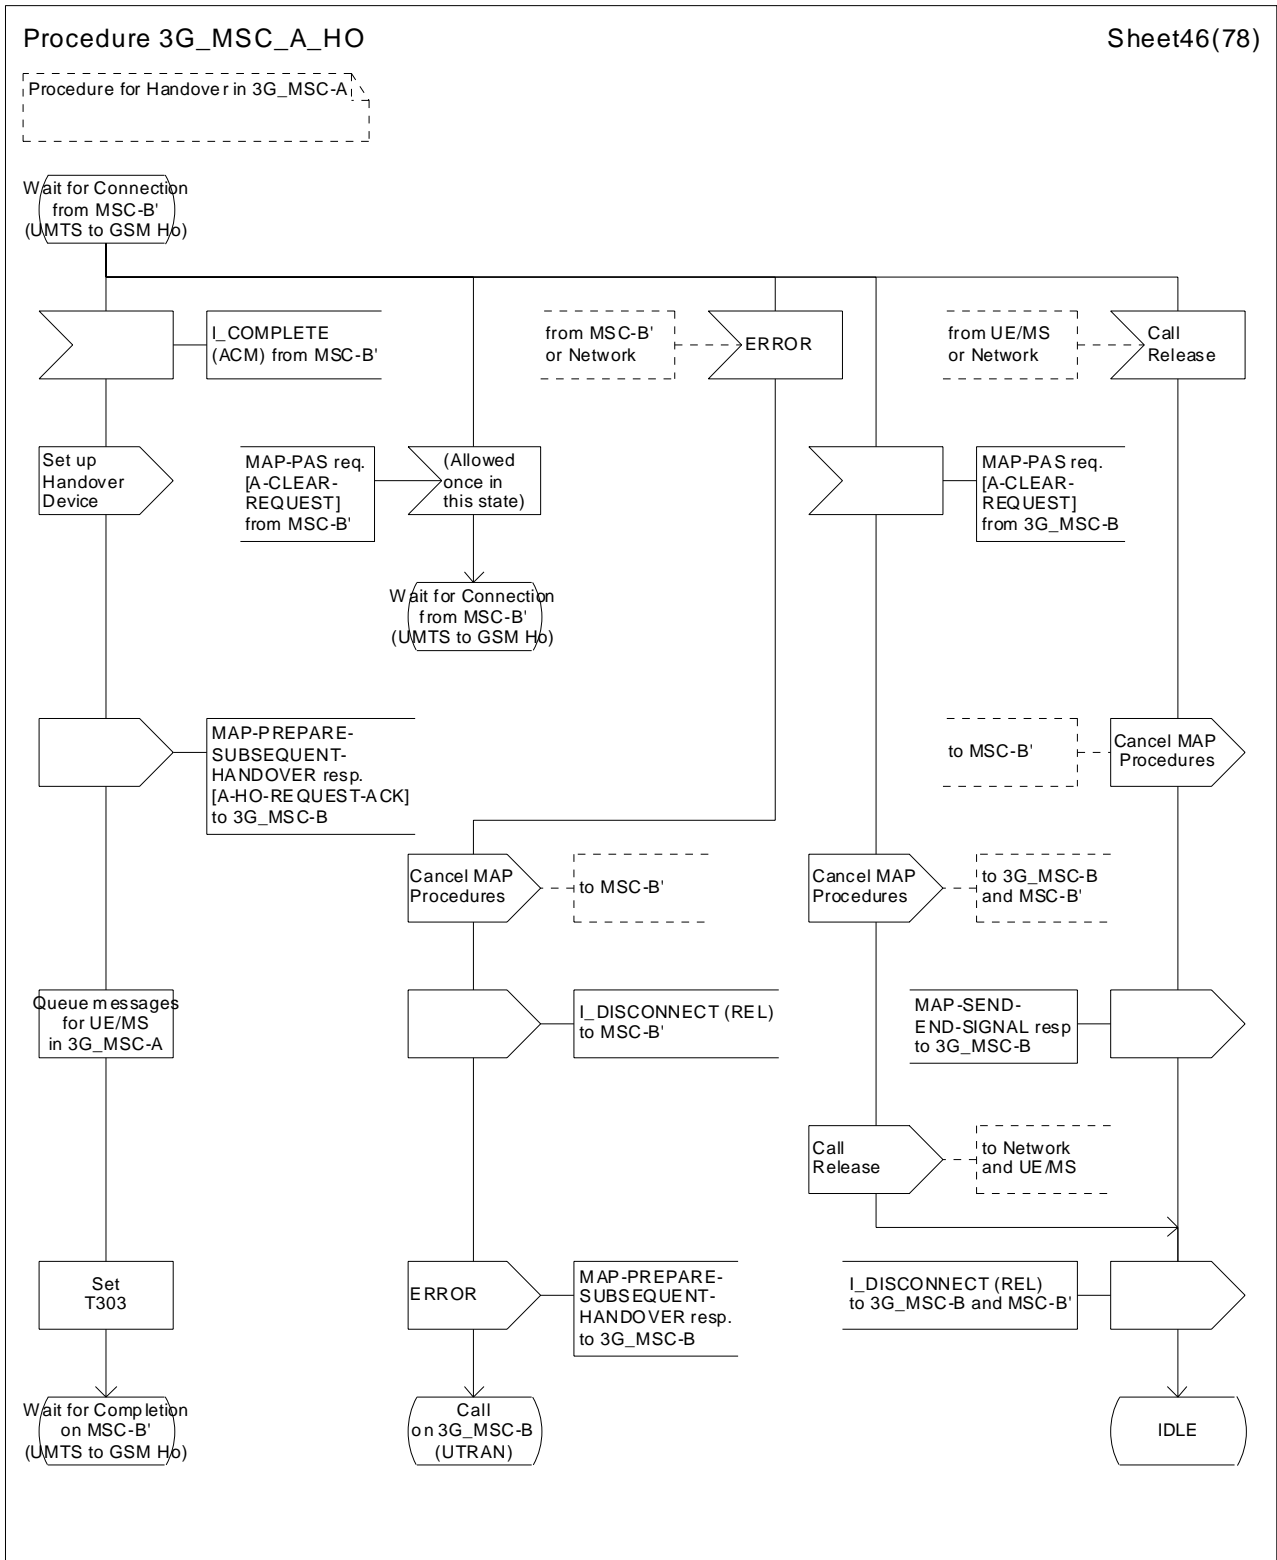 Procedure 3G_MSC_A_HO
Sheet46(78)
Procedure for Handover in 3G_MSC-A
Wait for Connection
from MSC-B'
(UMTS to GSM Ho)
I_COMPLETE
(ACM) from MSC-B'
from MSC-B'
or Network
ERROR
from UE/MS
or Network
Call
Release
Set up
Handover
Device
MAP-PAS req.
[A-CLEAR-
REQUEST]
from MSC-B'
(Allowed
once in
this state)
MAP-PAS req.
[A-CLEAR-
REQUEST]
from 3G_MSC-B
Wait for Connection
from MSC-B'
(UMTS to GSM Ho)
MAP-PREPARE-
SUBSEQUENT-
HANDOVER resp.
[A-HO-REQUEST-ACK]
to 3G_MSC-B
to MSC-B'
Cancel MAP
Procedures
Cancel MAP
Procedures
to MSC-B'
Cancel MAP
Procedures
to 3G_MSC-B
and MSC-B'
Queue messages
for UE/MS
in 3G_MSC-A
I_DISCONNECT (REL)
to MSC-B'
MAP-SEND-
END-SIGNAL resp
to 3G_MSC-B
Call
Release
to Network
and UE/MS
Set
T303
ERROR
MAP-PREPARE-
SUBSEQUENT-
HANDOVER resp.
to 3G_MSC-B
I_DISCONNECT (REL)
to 3G_MSC-B and MSC-B'
Wait for Completion
on MSC-B'
(UMTS to GSM Ho)
Call
on 3G_MSC-B
(UTRAN)
IDLE